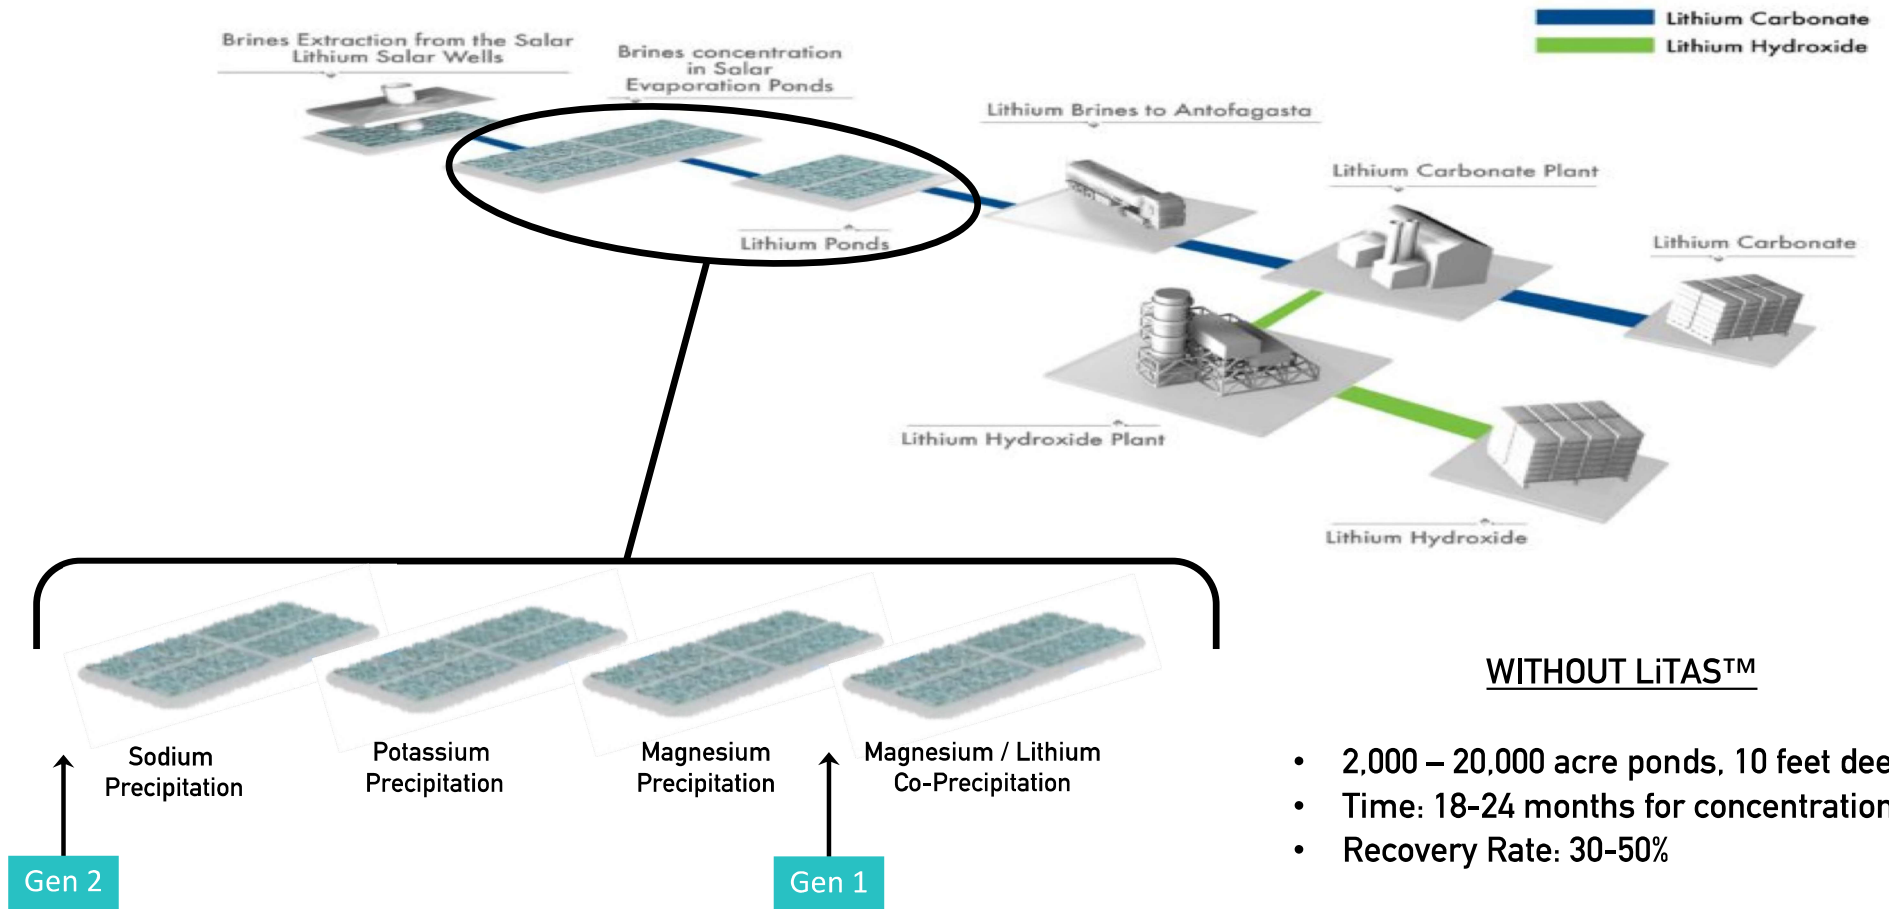 Lithium Carbonate
Lithium Hydroxide
Brines Extraction from the Salar
Lithium Salar Wells
Brines concentration
in Salar
Evaporation Ponds
Lithium Ponds
Lithium Brines to Antofagasta
Lithium Carbonate Plant
Lithium Carbonate
Lithium Hydroxide Plant
Lithium Hydroxide
Sodium
Precipitation
Potassium
Precipitation
Magnesium
Precipitation
Magnesium / Lithium
Co-Precipitation
Gen 2
Gen 1
WITHOUT LiTAS™
• 2,000 – 20,000 acre ponds, 10 feet dee
• Time: 18-24 months for concentration
• Recovery Rate: 30-50%